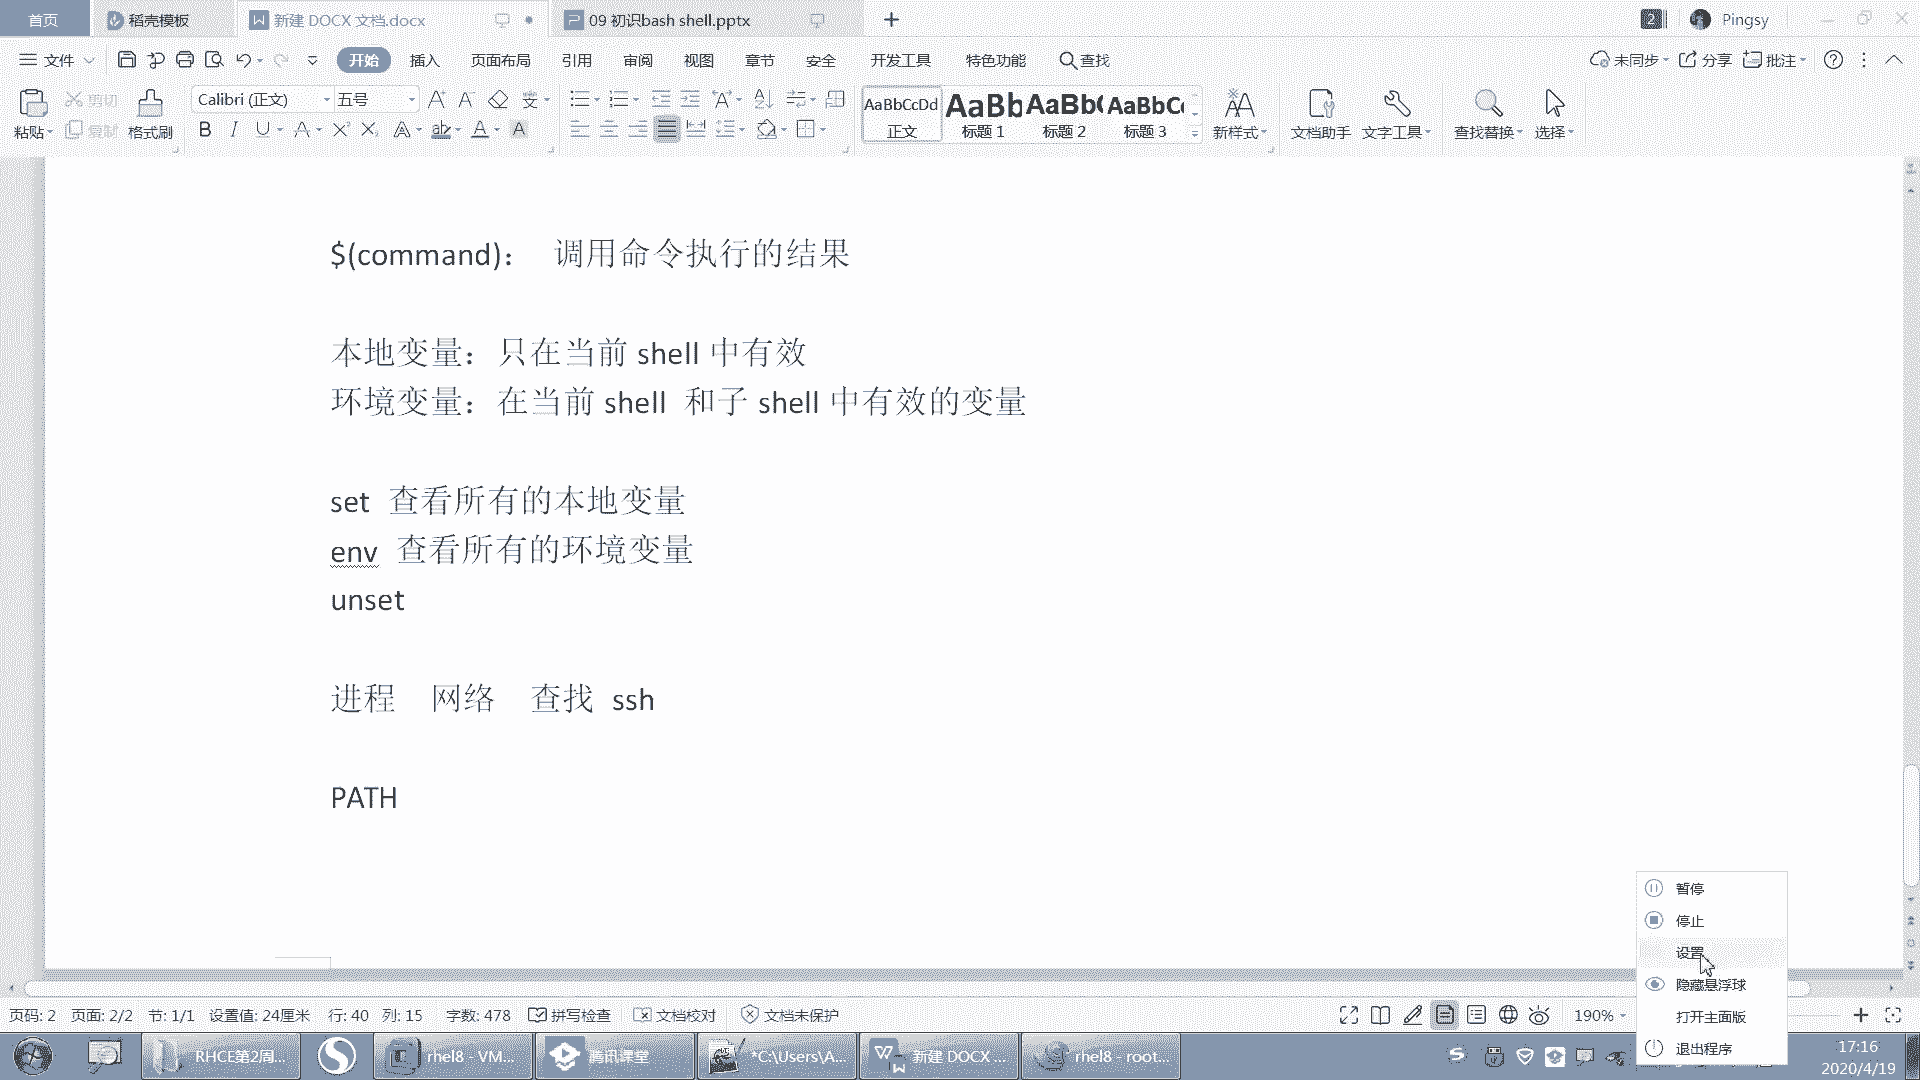 首页 稻壳模板 新建 DOCX 文档.docx 09 初识bash shell.pptx 2 Pingsy
文件 开始 插入 页面布局 引用 审阅 视图 章节 安全 开发工具 特色功能 查找 未同步 分享 批注
粘贴 剪切 复制 格式刷 Calibri (正文) 五号 AaBbCcDd 正文 AaBb 标题 1 AaBb( 标题 2 AaBbC 标题 3 新样式 文档助手 文字工具 查找替换 选择
$(command)： 调用命令执行的结果
本地变量：只在当前 shell 中有效
环境变量：在当前 shell 和子 shell 中有效的变量
set 查看所有的本地变量
env 查看所有的环境变量
unset
进程 网络 查找 ssh
PATH
暂停
停止
设置
隐藏悬浮球
打开主面版
退出程序
页码: 2 页面: 2/2 节: 1/1 设置值: 24厘米 行: 40 列: 15 字数: 478 拼写检查 文档校对 文档未保护 190%
RHCE第2周... rhel8 - VM... 腾讯课堂 *C:\Users\A... 新建 DOCX ... rhel8 - root... 17:16
2020/4/19